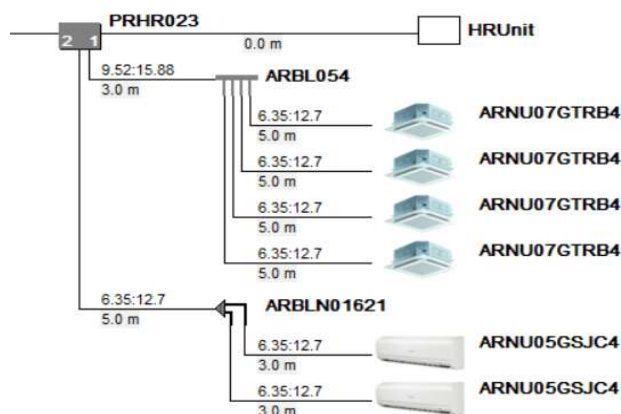 PRHR023
2 1
HRUnit
0.0 m
9.52:15.88
3.0 m
ARBL054
6.35:12.7
5.0 m
ARNU07GTRB4
6.35:12.7
5.0 m
ARNU07GTRB4
6.35:12.7
5.0 m
ARNU07GTRB4
6.35:12.7
5.0 m
ARNU07GTRB4
6.35:12.7
5.0 m
ARBLN01621
6.35:12.7
3.0 m
ARNU05GSJC4
6.35:12.7
3.0 m
ARNU05GSJC4